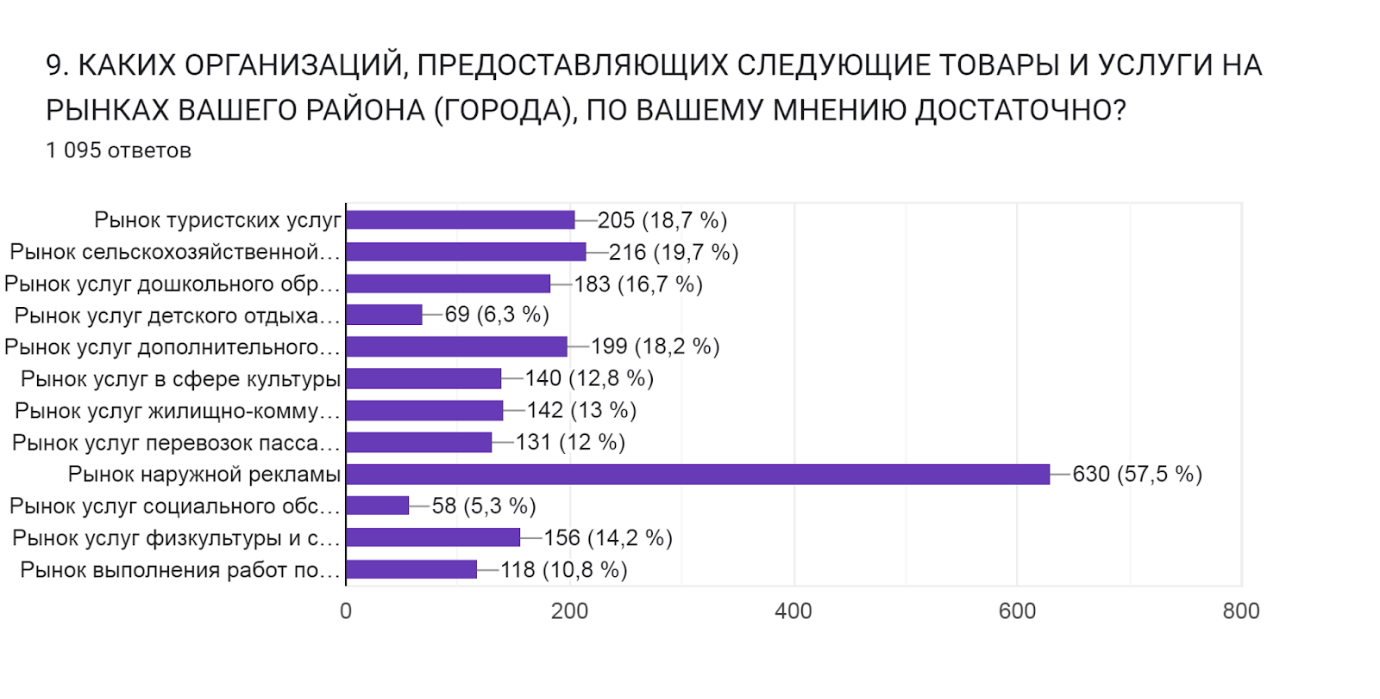 9. КАКИХ ОРГАНИЗАЦИЙ, ПРЕДОСТАВЛЯЮЩИХ СЛЕДУЮЩИЕ ТОВАРЫ И УСЛУГИ НА
РЫНКАХ ВАШЕГО РАЙОНА (ГОРОДА), ПО ВАШЕМУ МНЕНИЮ ДОСТАТОЧНО?
1 095 ответов
Рынок туристских услуг 205 (18,7 %)
Рынок сельскохозяйственной… 216 (19,7 %)
Рынок услуг дошкольного обр… 183 (16,7 %)
Рынок услуг детского отдыха… 69 (6,3 %)
Рынок услуг дополнительного… 199 (18,2 %)
Рынок услуг в сфере культуры 140 (12,8 %)
Рынок услуг жилищно-комму… 142 (13 %)
Рынок услуг перевозок пасса… 131 (12 %)
Рынок наружной рекламы 630 (57,5 %)
Рынок услуг социального обс… 58 (5,3 %)
Рынок услуг физкультуры и с… 156 (14,2 %)
Рынок выполнения работ по… 118 (10,8 %)
0 200 400 600 800